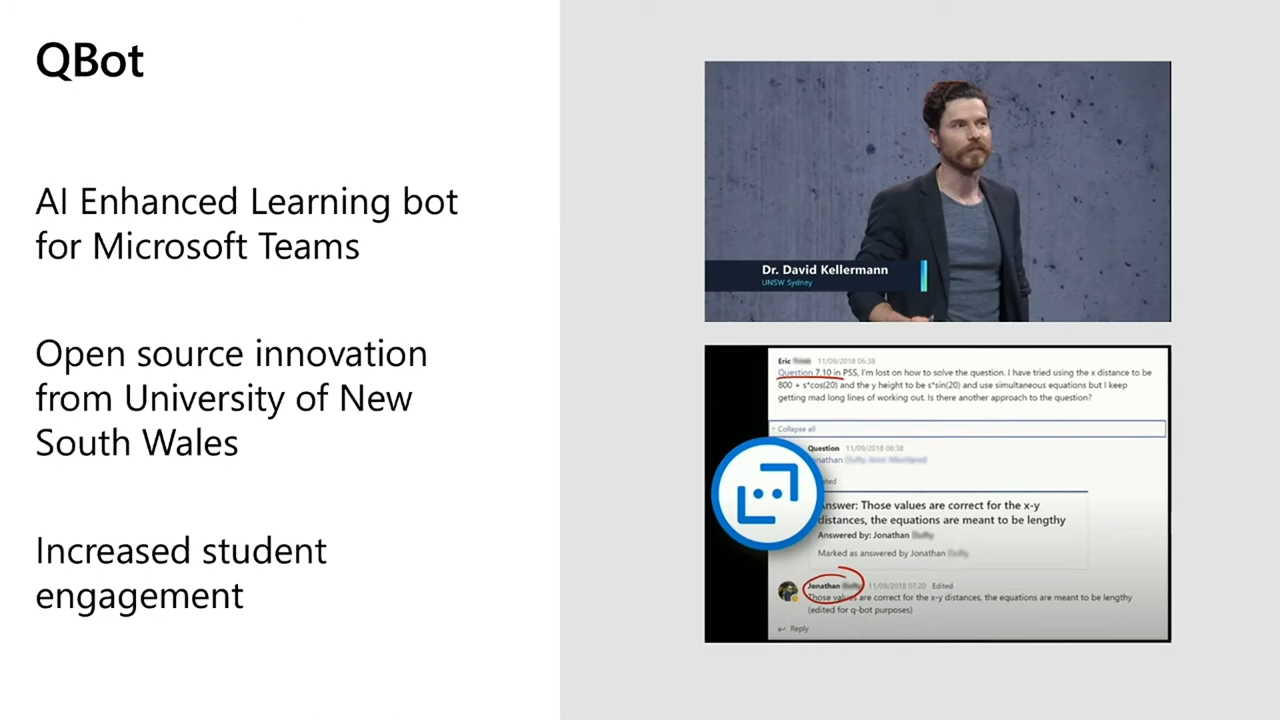 QBot
AI Enhanced Learning bot
for Microsoft Teams
Open source innovation
from University of New
South Wales
Increased student
engagement
Dr. David Kellermann
UNSW Sydney
Eric 11/09/2018 06:38
Question 7.10 in PSS, I'm lost on how to solve the question. I have tried using the x distance to be
800 + s*cos(20) and the y height to be s*sin(20) and use simultaneous equations but I keep
getting mad long lines of working out. Is there another approach to the question?
Collapse all
Question 11/09/2018 06:38
onathan
Answer: Those values are correct for the x-y
distances, the equations are meant to be lengthy
Answered by: Jonathan
Marked as answered by Jonathan
Jonathan 11/09/2018 07:20 Edited
Those values are correct for the x-y distances, the equations are meant to be lengthy
(edited for q-bot purposes)
Reply